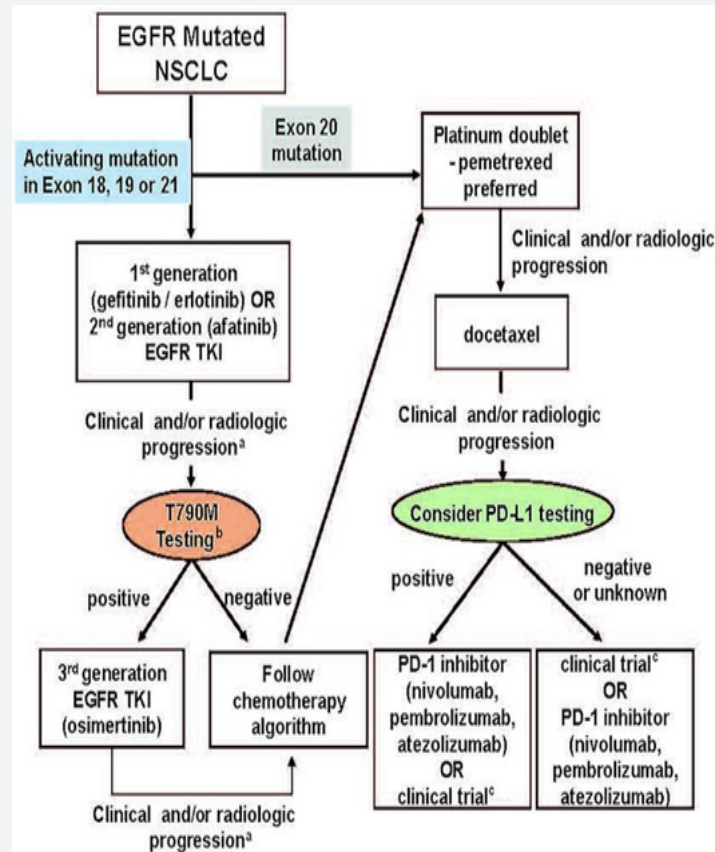 EGFR Mutated
NSCLC
Exon 20
mutation
Activating mutation
in Exon 18, 19 or 21
Platinum doublet
- pemetrexed
preferred
1st generation
(gefitinib / erlotinib) OR
2nd generation (afatinib)
EGFR TKI
Clinical and/or radiologic
progression
docetaxel
Clinical and/or radiologic
progressionᵃ
Clinical and/or radiologic
progression
T790M
Testingᵇ
Consider PD-L1 testing
positive
negative
positive
negative
or unknown
3rd generation
EGFR TKI
(osimertinib)
Follow
chemotherapy
algorithm
PD-1 inhibitor
(nivolumab,
pembrolizumab,
atezolizumab)
OR
clinical trialᶜ
clinical trialᶜ
OR
PD-1 inhibitor
(nivolumab,
pembrolizumab,
atezolizumab)
Clinical and/or radiologic
progressionᵃ